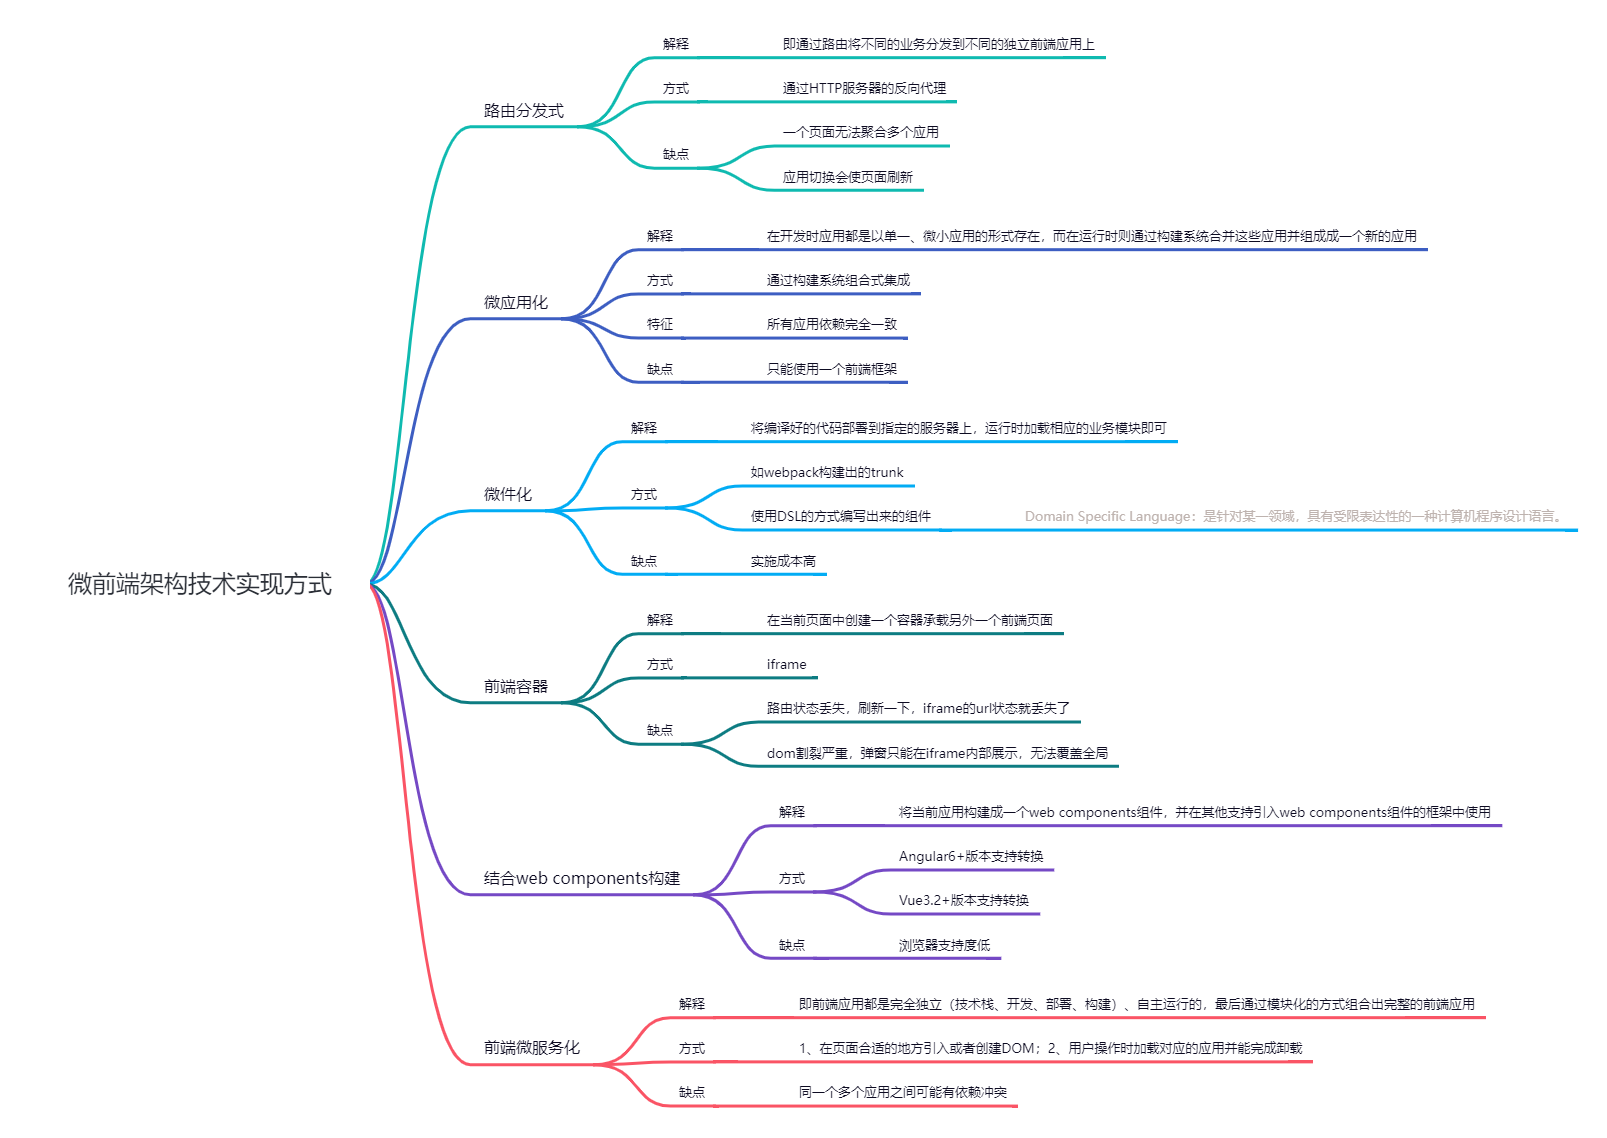 微前端架构技术实现方式
路由分发式
解释
即通过路由将不同的业务分发到不同的独立前端应用上
方式
通过HTTP服务器的反向代理
缺点
一个页面无法聚合多个应用
应用切换会使页面刷新
微应用化
解释
在开发时应用都是以单一、微小应用的形式存在，而在运行时则通过构建系统合并这些应用并组成成一个新的应用
方式
通过构建系统组合式集成
特征
所有应用依赖完全一致
缺点
只能使用一个前端框架
微件化
解释
将编译好的代码部署到指定的服务器上，运行时加载相应的业务模块即可
方式
如webpack构建出的trunk
使用DSL的方式编写出来的组件
Domain Specific Language：是针对某一领域，具有受限表达性的一种计算机程序设计语言。
缺点
实施成本高
前端容器
解释
在当前页面中创建一个容器承载另外一个前端页面
方式
iframe
缺点
路由状态丢失，刷新一下，iframe的url状态就丢失了
dom割裂严重，弹窗只能在iframe内部展示，无法覆盖全局
结合web components构建
解释
将当前应用构建成一个web components组件，并在其他支持引入web components组件的框架中使用
方式
Angular6+版本支持转换
Vue3.2+版本支持转换
缺点
浏览器支持度低
前端微服务化
解释
即前端应用都是完全独立（技术栈、开发、部署、构建）、自主运行的，最后通过模块化的方式组合出完整的前端应用
方式
1、在页面合适的地方引入或者创建DOM；2、用户操作时加载对应的应用并能完成卸载
缺点
同一个多个应用之间可能有依赖冲突